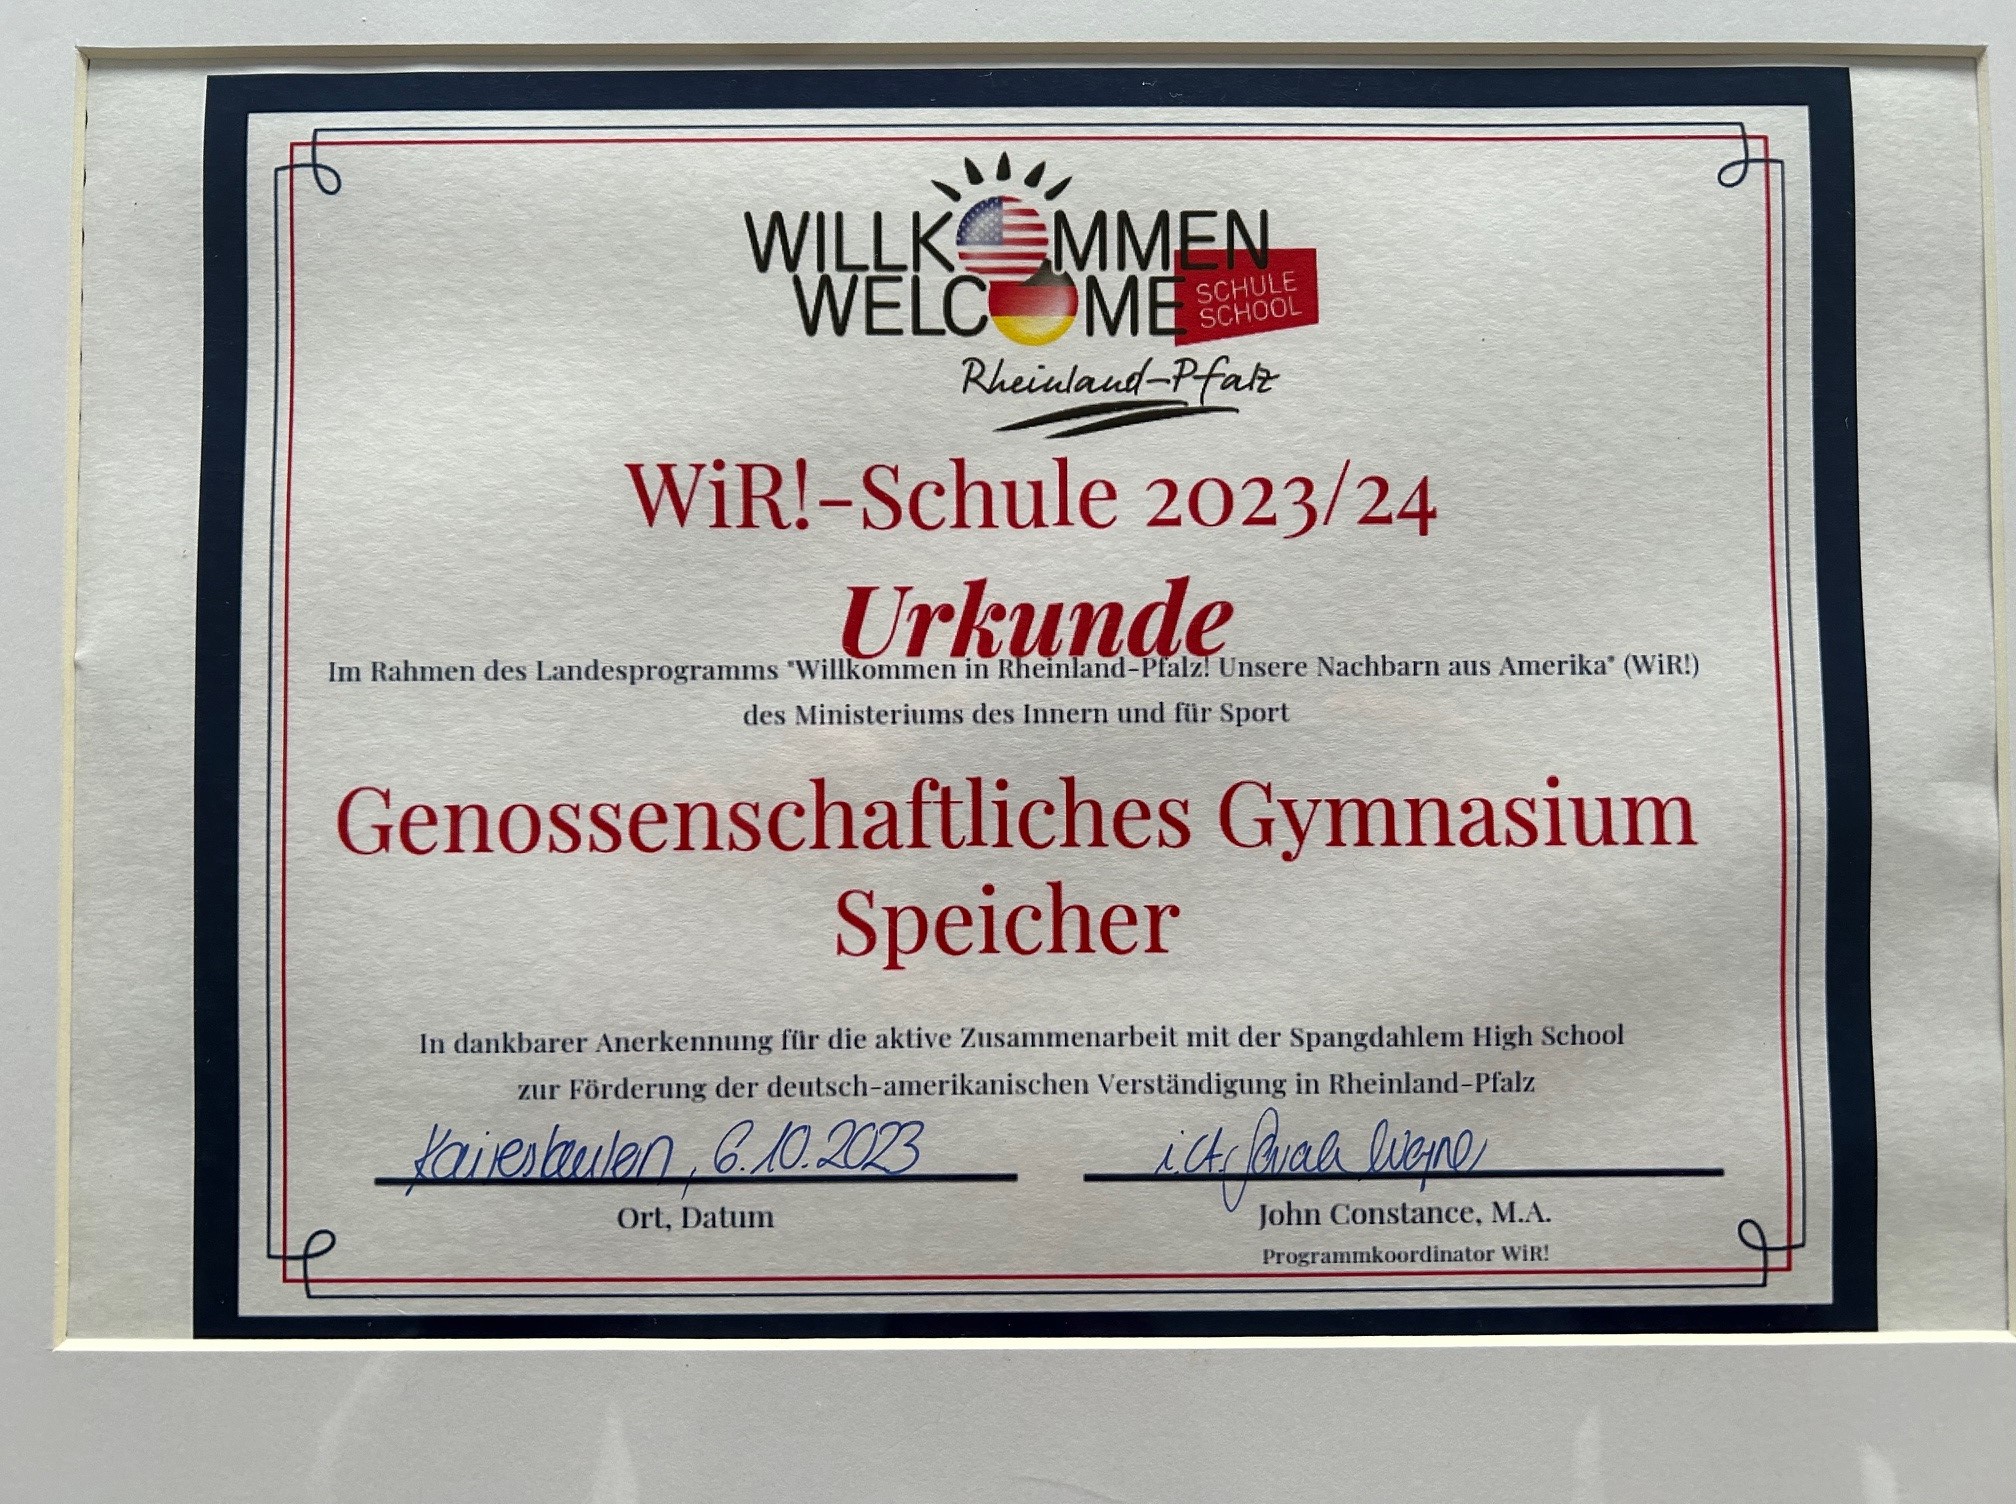 WILLKOMMEN
WELCOME
SCHULE
SCHOOL
Rheinland-Pfalz
WiR!-Schule 2023/24
Urkunde
Im Rahmen des Landesprogramms "Willkommen in Rheinland-Pfalz! Unsere Nachbarn aus Amerika" (WiR!)
des Ministeriums des Innern und für Sport
Genossenschaftliches Gymnasium
Speicher
In dankbarer Anerkennung für die aktive Zusammenarbeit mit der Spangdahlem High School
zur Förderung der deutsch-amerikanischen Verständigung in Rheinland-Pfalz
Kaiserslautern, 6.10.2023
i.A. Sarah
Ort, Datum
John Constance, M.A.
Programmkoordinator WiR!